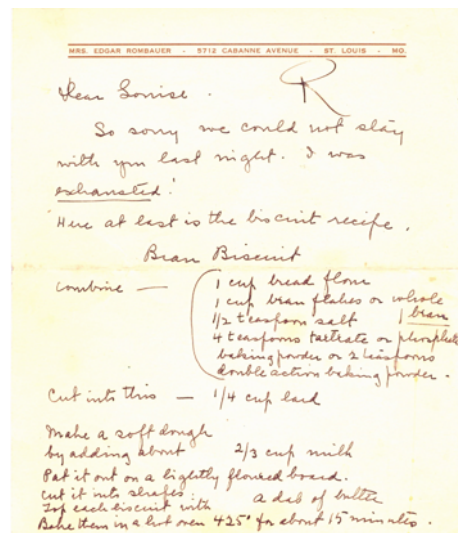 MRS. EDGAR ROMBAUER - 5712 CABANNE AVENUE - ST. LOUIS - MO.
R
Dear Louise.
So sorry we could not stay
with you last night. I was
exhausted!
Here at last is the biscuit recipe.
Bran Biscuit
Combine — 1 cup bread flour
1 cup bran flakes or whole
bran
1/2 teaspoon salt
4 teaspoons tartrate or phosphate
baking powder or 2 teaspoons
double action baking powder.
Cut into this — 1/4 cup lard
Make a soft dough
by adding about 2/3 cup milk
Pat it out on a lightly floured board.
Cut it into shapes.
Top each biscuit with a dab of butter
Bake them in a hot oven 425° for about 15 minutes.